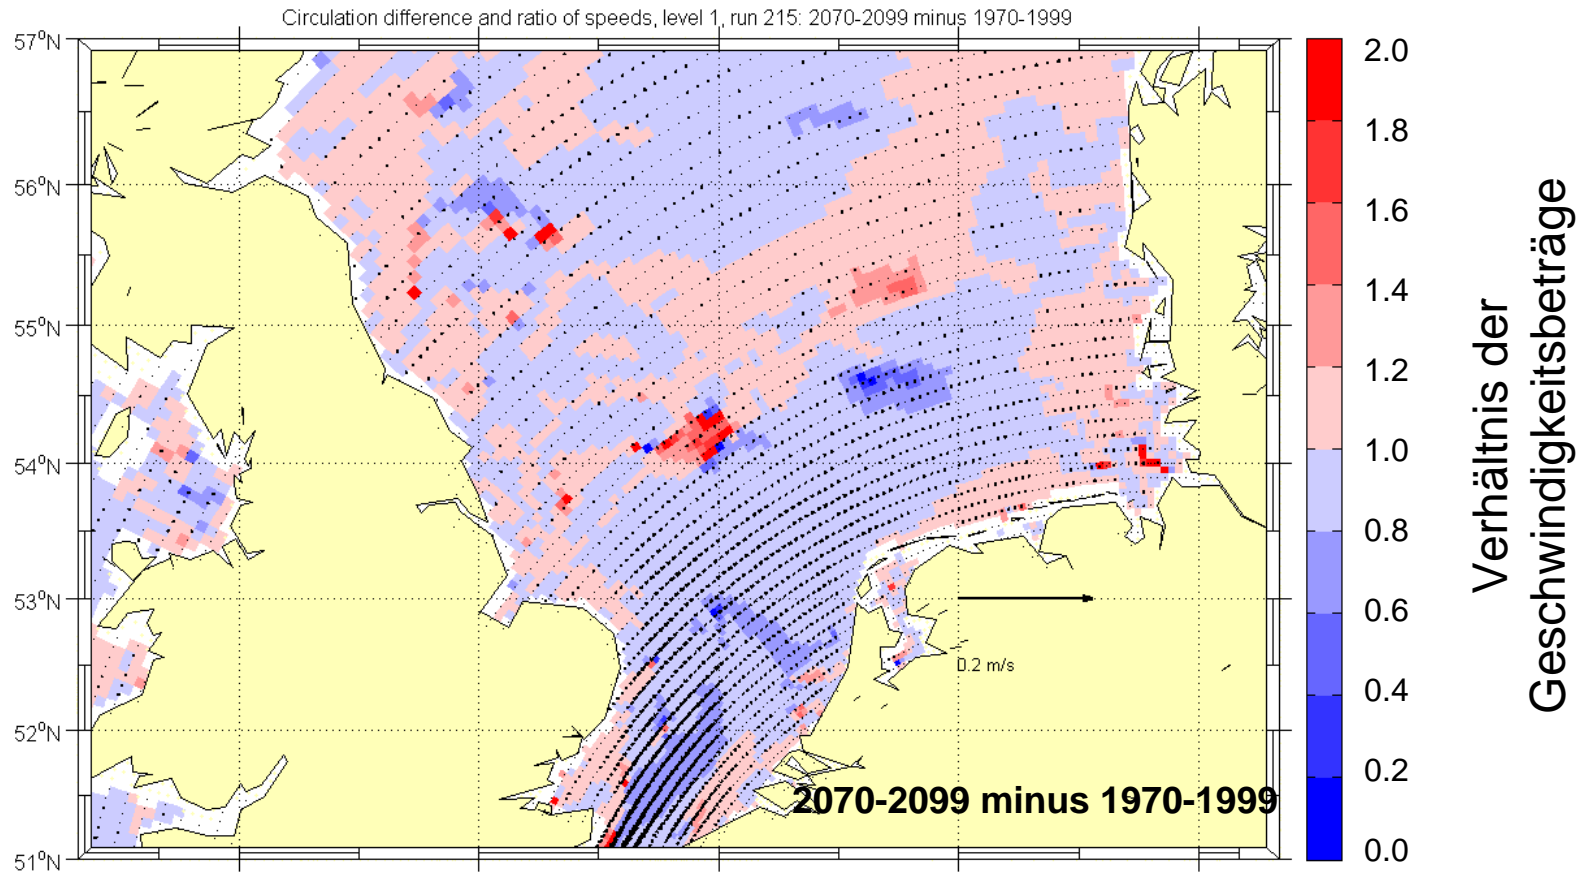 Circulation difference and ratio of speeds, level 1, run 215: 2070-2099 minus 1970-1999
57°N
56°N
55°N
54°N
53°N
52°N
51°N
0.2 m/s
2070-2099 minus 1970-1999
2.0
1.8
1.6
1.4
1.2
1.0
0.8
0.6
0.4
0.2
0.0
Verhältnis der
Geschwindigkeitsbeträge